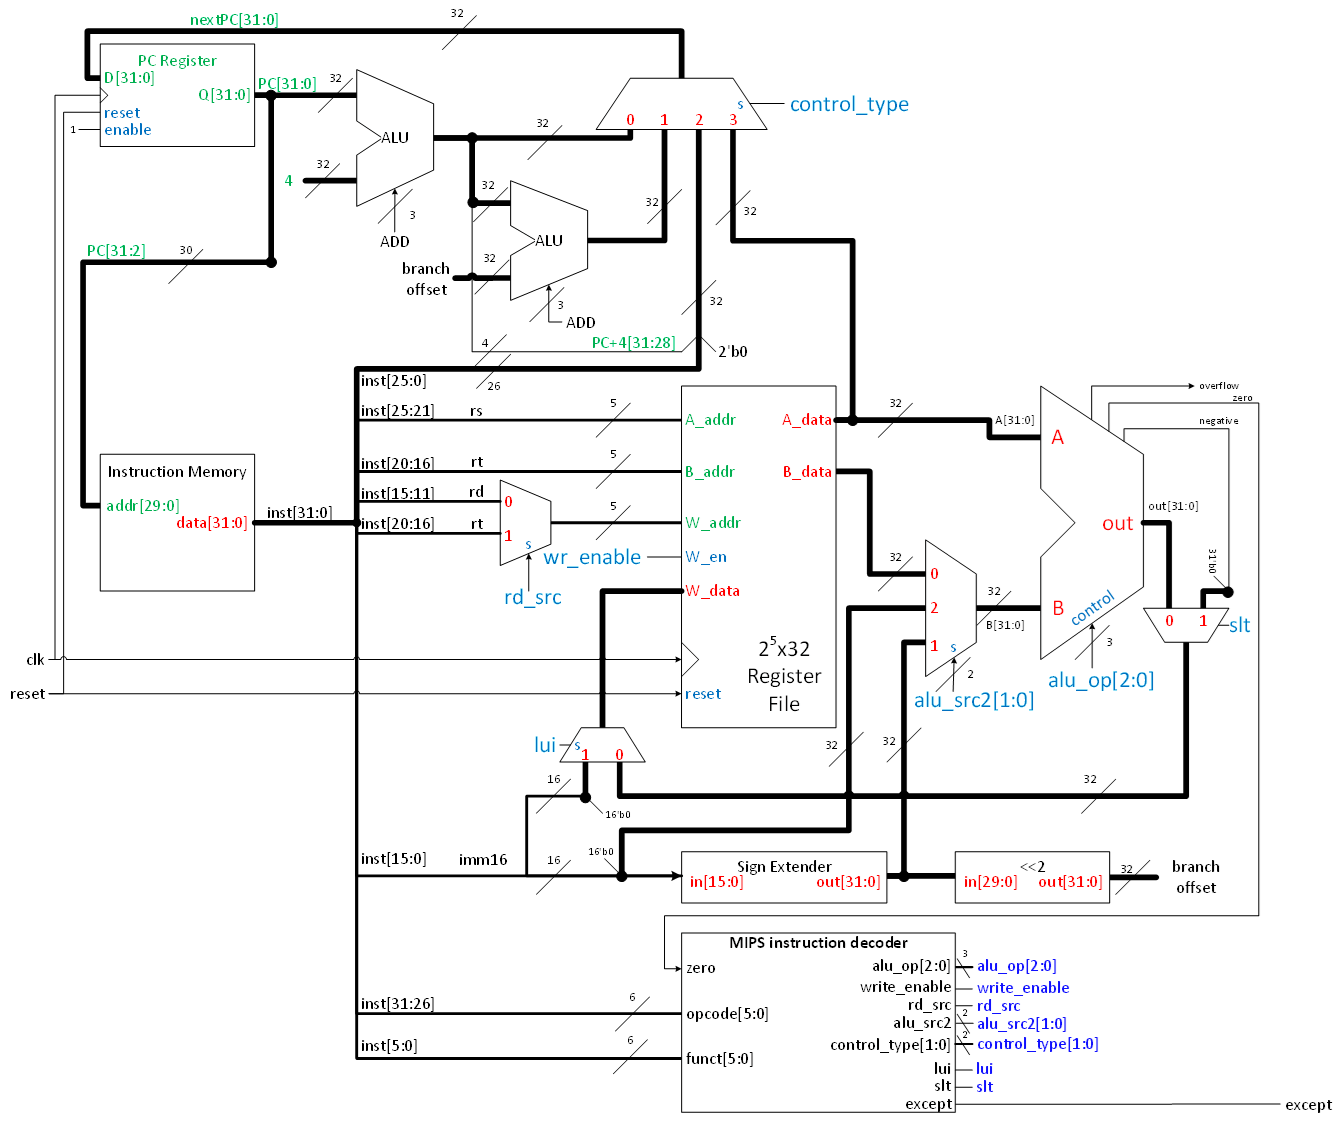 nextPC[31:0]
32
PC Register
D[31:0]
Q[31:0]
reset
enable
1
PC[31:0]
32
ALU
4
32
3
ADD
32
0 1 2 3
s
control_type
32
ALU
32
branch
offset
3
ADD
32
32
32
PC[31:2]
30
4
PC+4[31:28]
2'b0
26
inst[25:0]
inst[25:21] rs
5
inst[20:16] rt
5
inst[15:11] rd
inst[20:16] rt
0
1
s
rd_src
5
wr_enable
Instruction Memory
addr[29:0]
data[31:0]
inst[31:0]
A_addr
B_addr
W_addr
W_en
W_data
A_data
B_data
2⁵x32
Register
File
reset
clk
reset
32
A[31:0]
32
0
2
1
s
2
alu_src2[1:0]
32
B[31:0]
A
B
out
control
3
alu_op[2:0]
overflow
zero
negative
out[31:0]
31'b0
0 1
slt
lui
s
1 0
16
16'b0
32
32
32
inst[15:0] imm16
16
16'b0
Sign Extender
in[15:0]
out[31:0]
<<2
in[29:0]
out[31:0]
32
branch
offset
MIPS instruction decoder
zero
inst[31:26]
6
opcode[5:0]
inst[5:0]
6
funct[5:0]
alu_op[2:0]
3
alu_op[2:0]
write_enable
write_enable
rd_src
rd_src
alu_src2
2
alu_src2[1:0]
control_type[1:0]
2
control_type[1:0]
lui
lui
slt
slt
except
except